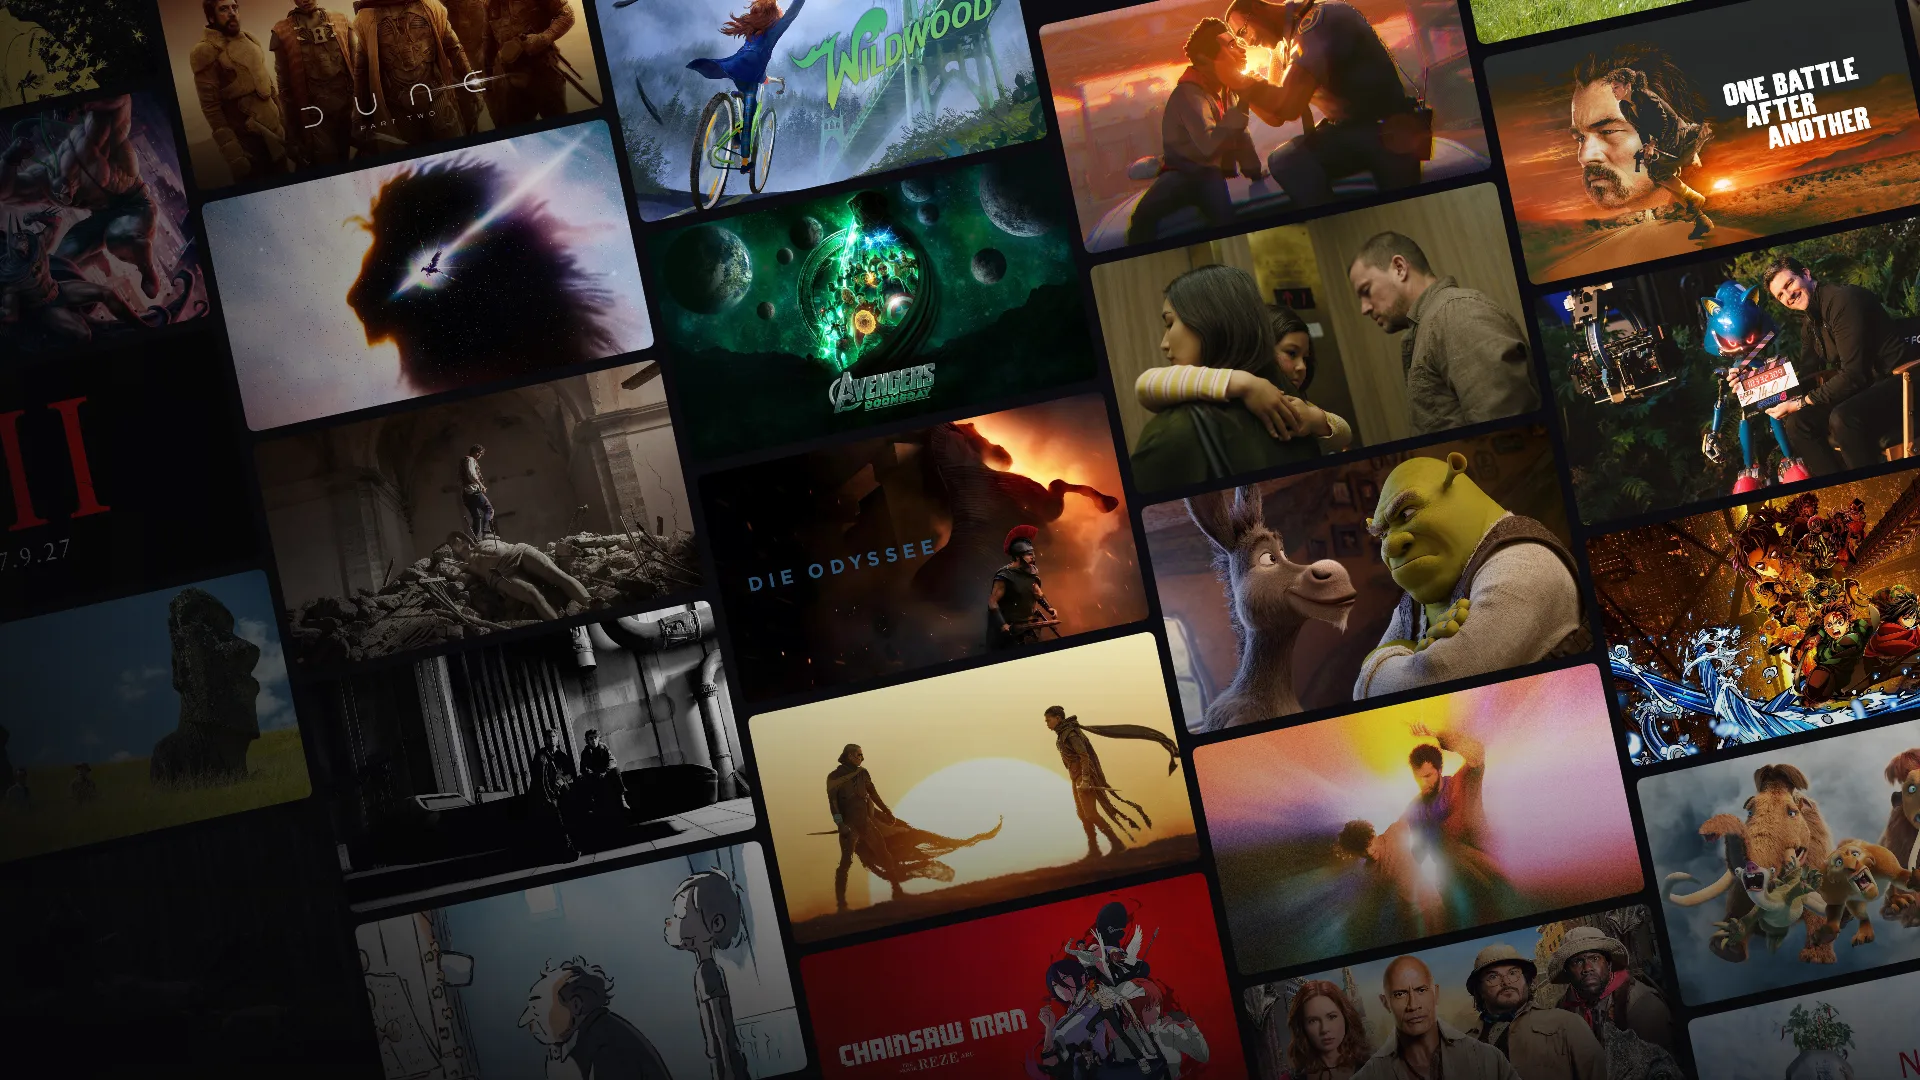 DUNE
PART TWO
WILDWOOD
ONE BATTLE
AFTER
ANOTHER
AVENGERS
DOOMSDAY
II
7.9.27
DIE ODYSSEE
CHAINSAW MAN
REZE